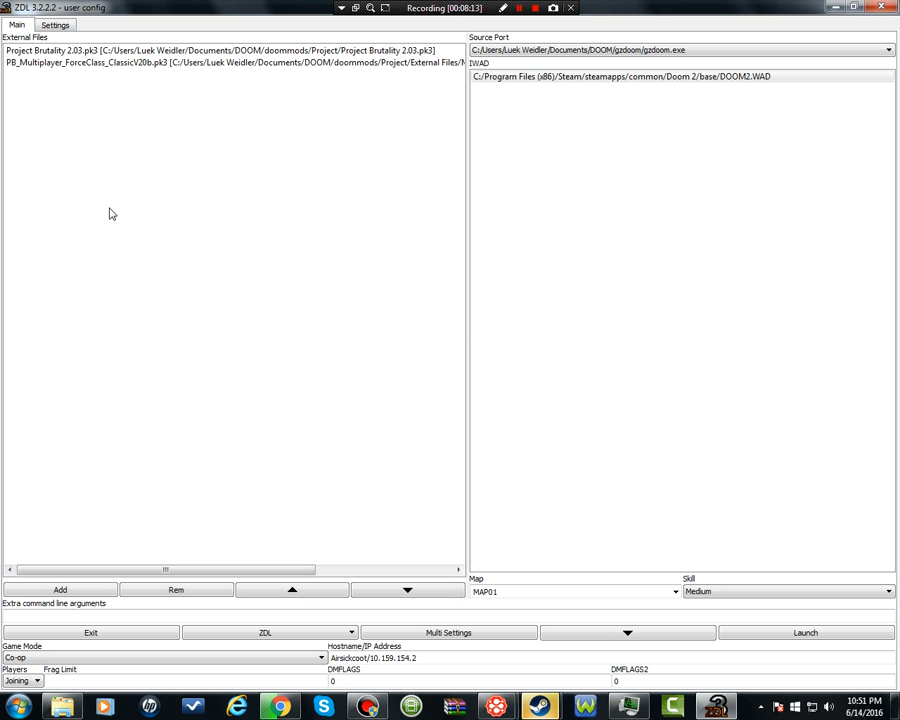 ZDL 3.2.2.2 - user config
Recording [00:08:13]
Main
Settings
External Files
Project Brutality 2.03.pk3 [C:/Users/Luek Weidler/Documents/DOOM/doommods/Project/Project Brutality 2.03.pk3]
PB_Multiplayer_ForceClass_ClassicV20b.pk3 [C:/Users/Luek Weidler/Documents/DOOM/doommods/Project/External Files/
Source Port
C:/Users/Luek Weidler/Documents/DOOM/gzdoom/gzdoom.exe
IWAD
C:/Program Files (x86)/Steam/steamapps/common/Doom 2/base/DOOM2.WAD
Add
Rem
Map
Skill
MAP01
Medium
Extra command line arguments
Exit
ZDL
Multi Settings
Launch
Game Mode
Hostname/IP Address
Co-op
Airsickcoot/10.159.154.2
Players
Frag Limit
DMFLAGS
DMFLAGS2
Joining
0
0
10:51 PM
6/14/2016